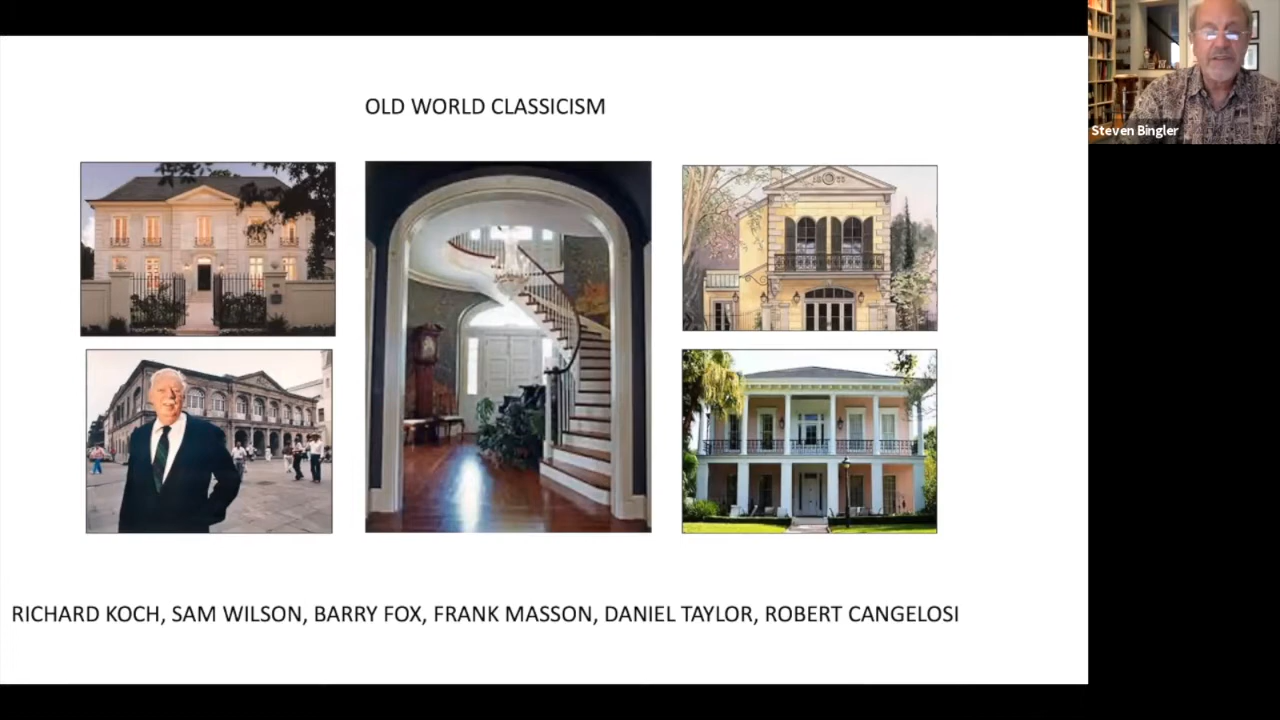 OLD WORLD CLASSICISM
Steven Bingler
RICHARD KOCH, SAM WILSON, BARRY FOX, FRANK MASSON, DANIEL TAYLOR, ROBERT CANGELOSI